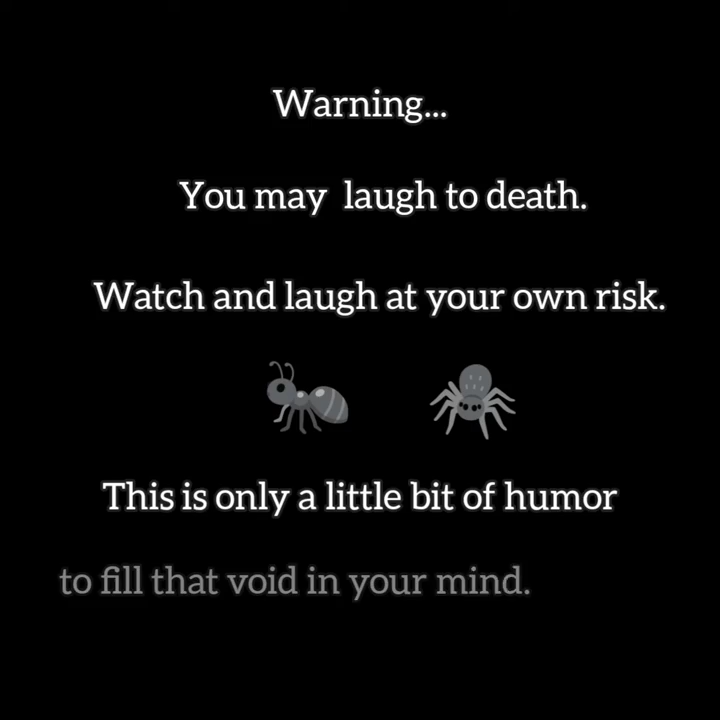 Warning...
You may laugh to death.
Watch and laugh at your own risk.
This is only a little bit of humor
to fill that void in your mind.